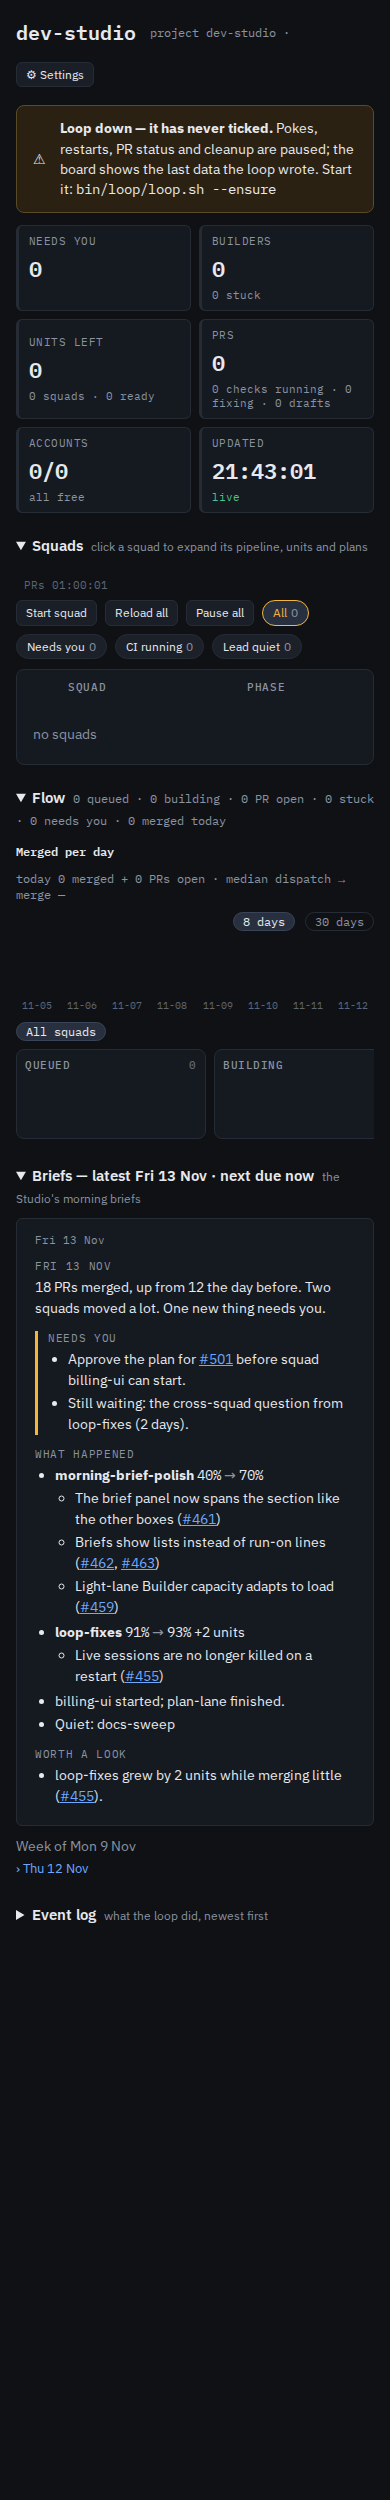 dev-studio project dev-studio ·
⚙ Settings
⚠ Loop down — it has never ticked. Pokes,
restarts, PR status and cleanup are paused; the
board shows the last data the loop wrote. Start
it: bin/loop/loop.sh --ensure
NEEDS YOU
0
BUILDERS
0
0 stuck
UNITS LEFT
0
0 squads · 0 ready
PRS
0
0 checks running · 0
fixing · 0 drafts
ACCOUNTS
0/0
all free
UPDATED
21:43:01
live
▼ Squads click a squad to expand its pipeline, units and plans
PRs 01:00:01
Start squad Reload all Pause all All 0
Needs you 0 CI running 0 Lead quiet 0
SQUAD PHASE
no squads
▼ Flow 0 queued · 0 building · 0 PR open · 0 stuck
· 0 needs you · 0 merged today
Merged per day
today 0 merged + 0 PRs open · median dispatch →
merge —
8 days 30 days
11-05 11-06 11-07 11-08 11-09 11-10 11-11 11-12
All squads
QUEUED 0 BUILDING
▼ Briefs — latest Fri 13 Nov · next due now the
Studio's morning briefs
Fri 13 Nov
FRI 13 NOV
18 PRs merged, up from 12 the day before. Two
squads moved a lot. One new thing needs you.
NEEDS YOU
• Approve the plan for #501 before squad
billing-ui can start.
• Still waiting: the cross-squad question from
loop-fixes (2 days).
WHAT HAPPENED
• morning-brief-polish 40% → 70%
◦ The brief panel now spans the section like
the other boxes (#461)
◦ Briefs show lists instead of run-on lines
(#462, #463)
◦ Light-lane Builder capacity adapts to load
(#459)
• loop-fixes 91% → 93% +2 units
◦ Live sessions are no longer killed on a
restart (#455)
• billing-ui started; plan-lane finished.
• Quiet: docs-sweep
WORTH A LOOK
• loop-fixes grew by 2 units while merging little
(#455).
Week of Mon 9 Nov
› Thu 12 Nov
▶ Event log what the loop did, newest first